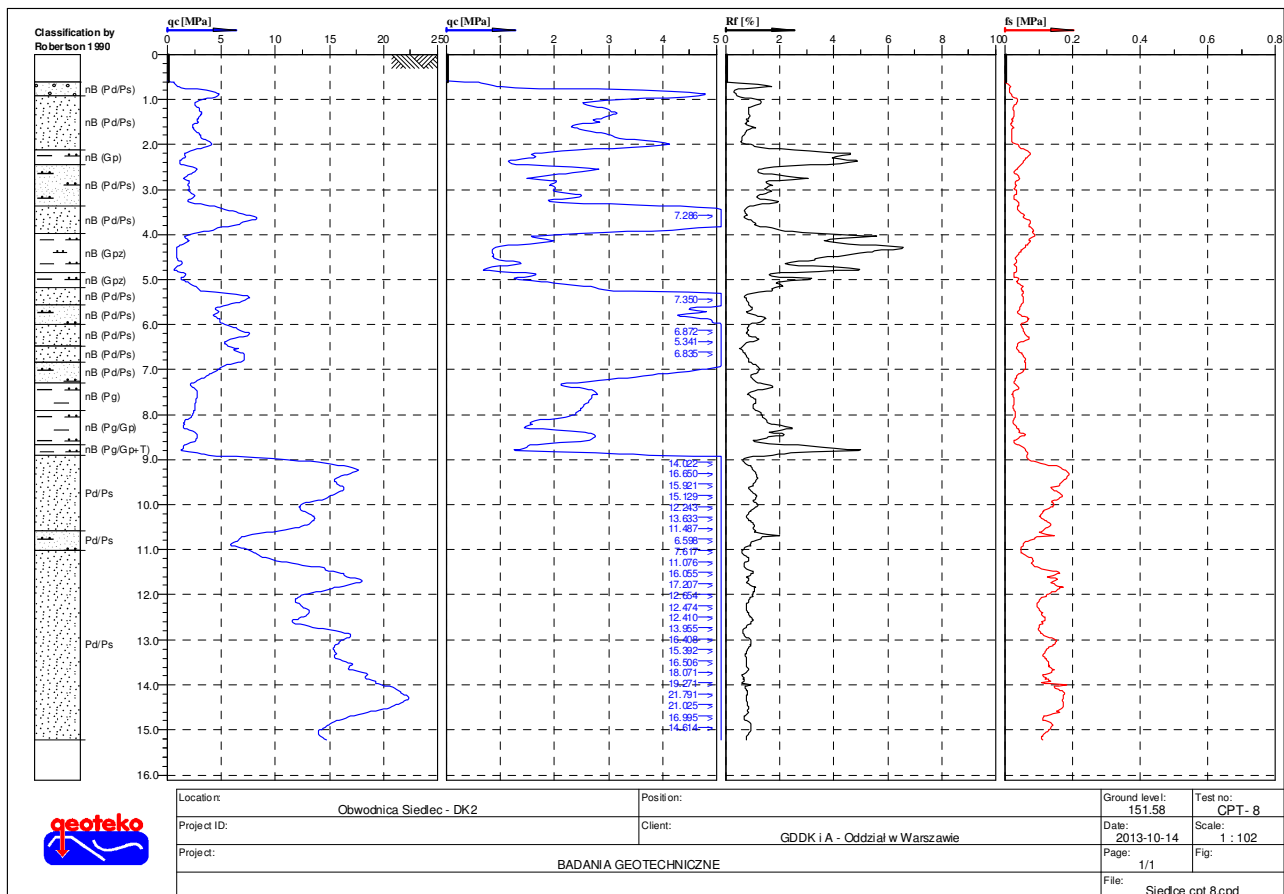 Classification by
Robertson 1990
qc [MPa]
0 5 10 15 20 25
qc [MPa]
0 1 2 3 4 5
Rf [%]
0 2 4 6 8 10
fs [MPa]
0 0.2 0.4 0.6 0.8
0
1.0
2.0
3.0
4.0
5.0
6.0
7.0
8.0
9.0
10.0
11.0
12.0
13.0
14.0
15.0
16.0
nB (Pd/Ps)
nB (Pd/Ps)
nB (Gp)
nB (Pd/Ps)
nB (Pd/Ps)
nB (Gpz)
nB (Gpz)
nB (Pd/Ps)
nB (Pd/Ps)
nB (Pd/Ps)
nB (Pd/Ps)
nB (Pd/Ps)
nB (Pg)
nB (Pg/Gp)
nB (Pg/Gp+T)
Pd/Ps
Pd/Ps
Pd/Ps
7.286
7.350
6.872
5.341
6.835
14.022
16.650
15.921
15.129
12.243
13.633
11.487
6.598
7.617
11.076
16.055
17.207
12.654
12.474
12.410
13.955
16.408
15.392
16.506
18.071
19.271
21.791
21.025
16.995
14.614
geoteko
Location:
Obwodnica Siedlec - DK2
Position:
Ground level:
151.58
Test no:
CPT- 8
Project ID:
Client:
GDDK i A - Oddział w Warszawie
Date:
2013-10-14
Scale:
1 : 102
Project:
BADANIA GEOTECHNICZNE
Page:
1/1
Fig:
File:
Siedlce cpt 8.cpd